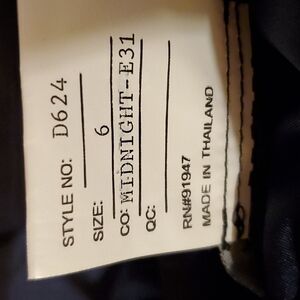 STYLE NO: D624
SIZE: 6
CO: MIDNIGHT-E31
QC:
RN#91947
MADE IN THAILAND